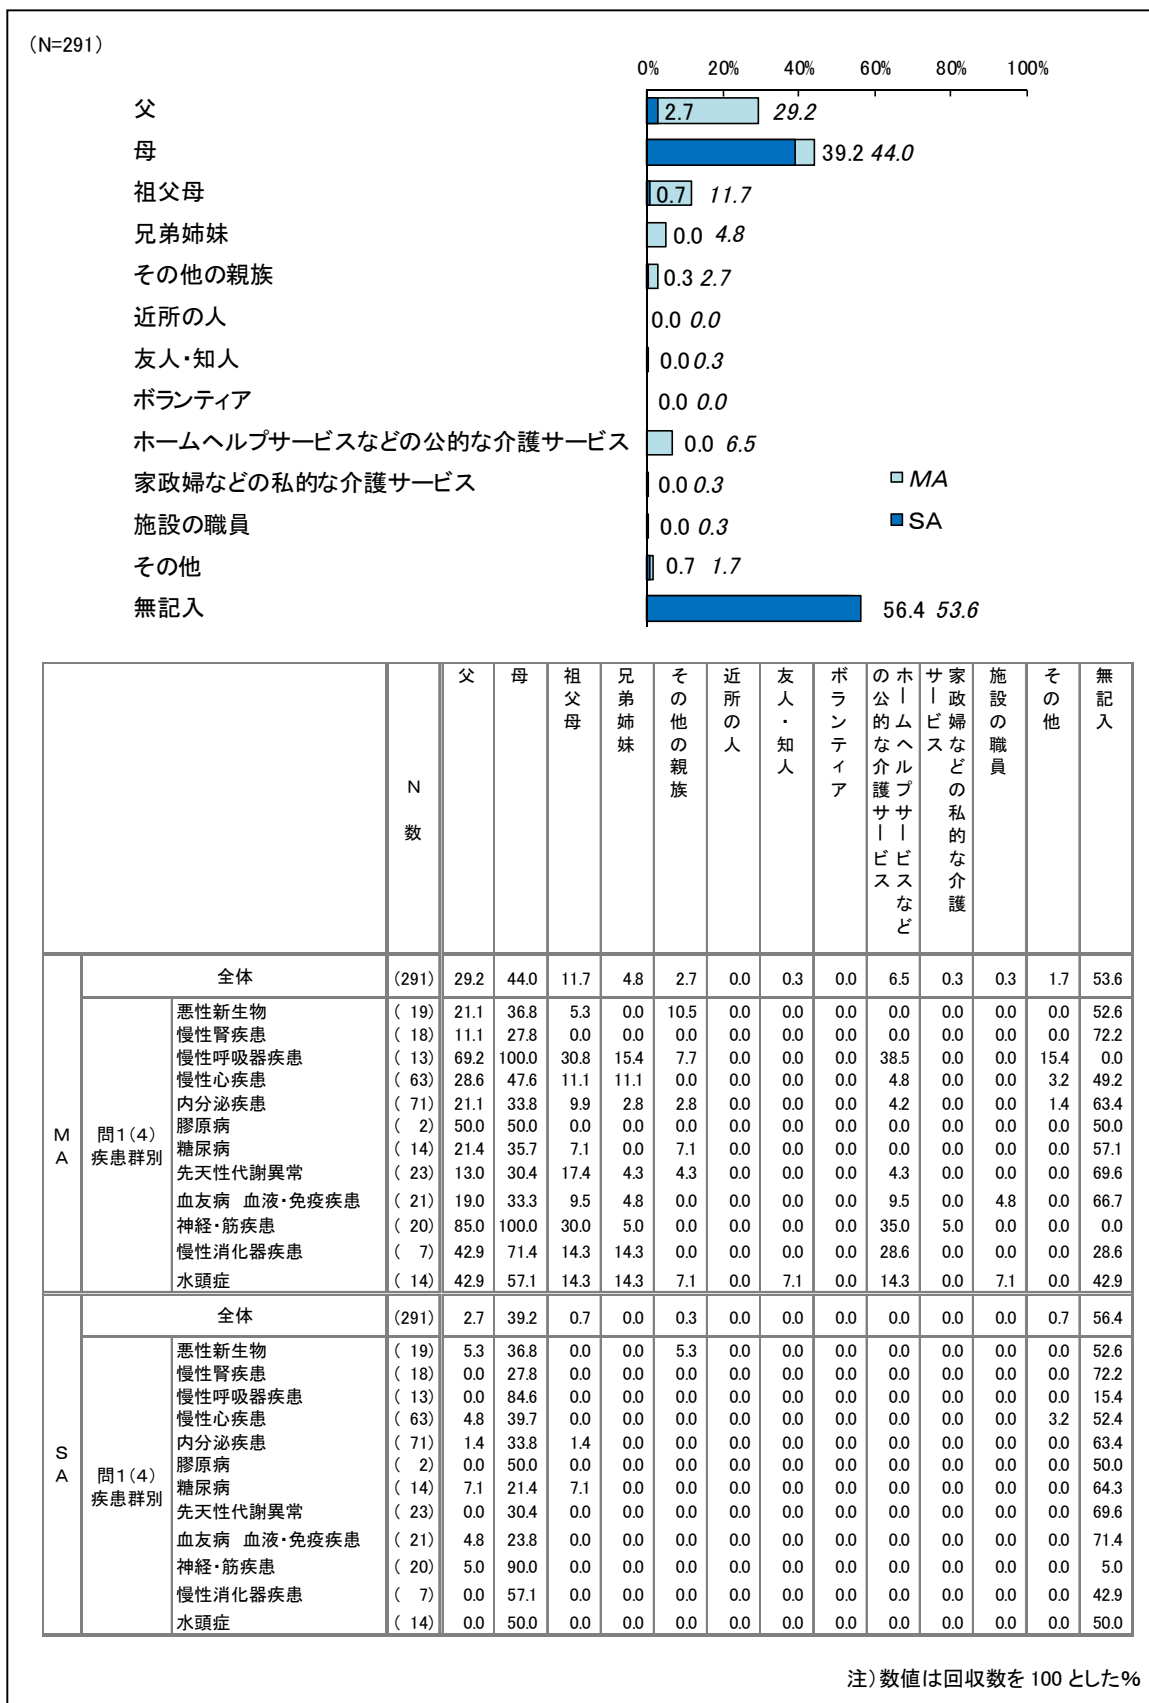 (N=291)
0% 20% 40% 60% 80% 100%
父 2.7 29.2
母 39.2 44.0
祖父母 0.7 11.7
兄弟姉妹 0.0 4.8
その他の親族 0.3 2.7
近所の人 0.0 0.0
友人・知人 0.0 0.3
ボランティア 0.0 0.0
ホームヘルプサービスなどの公的な介護サービス 0.0 6.5
家政婦などの私的な介護サービス 0.0 0.3
施設の職員 0.0 0.3
その他 0.7 1.7
無記入 56.4 53.6
MA
SA
N数 父 母 祖父母 兄弟姉妹 その他の親族 近所の人 友人・知人 ボランティア ホームヘルプサービスなどの公的な介護サービス 家政婦などの私的な介護サービス 施設の職員 その他 無記入
MA
全体 (291) 29.2 44.0 11.7 4.8 2.7 0.0 0.3 0.0 6.5 0.3 0.3 1.7 53.6
問1(4)疾患群別
悪性新生物 ( 19) 21.1 36.8 5.3 0.0 10.5 0.0 0.0 0.0 0.0 0.0 0.0 0.0 52.6
慢性腎疾患 ( 18) 11.1 27.8 0.0 0.0 0.0 0.0 0.0 0.0 0.0 0.0 0.0 0.0 72.2
慢性呼吸器疾患 ( 13) 69.2 100.0 30.8 15.4 7.7 0.0 0.0 0.0 38.5 0.0 0.0 15.4 0.0
慢性心疾患 ( 63) 28.6 47.6 11.1 11.1 0.0 0.0 0.0 0.0 4.8 0.0 0.0 3.2 49.2
内分泌疾患 ( 71) 21.1 33.8 9.9 2.8 2.8 0.0 0.0 0.0 4.2 0.0 0.0 1.4 63.4
膠原病 ( 2) 50.0 50.0 0.0 0.0 0.0 0.0 0.0 0.0 0.0 0.0 0.0 0.0 50.0
糖尿病 ( 14) 21.4 35.7 7.1 0.0 7.1 0.0 0.0 0.0 0.0 0.0 0.0 0.0 57.1
先天性代謝異常 ( 23) 13.0 30.4 17.4 4.3 4.3 0.0 0.0 0.0 4.3 0.0 0.0 0.0 69.6
血友病 血液・免疫疾患 ( 21) 19.0 33.3 9.5 4.8 0.0 0.0 0.0 0.0 9.5 0.0 4.8 0.0 66.7
神経・筋疾患 ( 20) 85.0 100.0 30.0 5.0 0.0 0.0 0.0 0.0 35.0 5.0 0.0 0.0 0.0
慢性消化器疾患 ( 7) 42.9 71.4 14.3 14.3 0.0 0.0 0.0 0.0 28.6 0.0 0.0 0.0 28.6
水頭症 ( 14) 42.9 57.1 14.3 14.3 7.1 0.0 7.1 0.0 14.3 0.0 7.1 0.0 42.9
SA
全体 (291) 2.7 39.2 0.7 0.0 0.3 0.0 0.0 0.0 0.0 0.0 0.0 0.7 56.4
問1(4)疾患群別
悪性新生物 ( 19) 5.3 36.8 0.0 0.0 5.3 0.0 0.0 0.0 0.0 0.0 0.0 0.0 52.6
慢性腎疾患 ( 18) 0.0 27.8 0.0 0.0 0.0 0.0 0.0 0.0 0.0 0.0 0.0 0.0 72.2
慢性呼吸器疾患 ( 13) 0.0 84.6 0.0 0.0 0.0 0.0 0.0 0.0 0.0 0.0 0.0 0.0 15.4
慢性心疾患 ( 63) 4.8 39.7 0.0 0.0 0.0 0.0 0.0 0.0 0.0 0.0 0.0 3.2 52.4
内分泌疾患 ( 71) 1.4 33.8 1.4 0.0 0.0 0.0 0.0 0.0 0.0 0.0 0.0 0.0 63.4
膠原病 ( 2) 0.0 50.0 0.0 0.0 0.0 0.0 0.0 0.0 0.0 0.0 0.0 0.0 50.0
糖尿病 ( 14) 7.1 21.4 7.1 0.0 0.0 0.0 0.0 0.0 0.0 0.0 0.0 0.0 64.3
先天性代謝異常 ( 23) 0.0 30.4 0.0 0.0 0.0 0.0 0.0 0.0 0.0 0.0 0.0 0.0 69.6
血友病 血液・免疫疾患 ( 21) 4.8 23.8 0.0 0.0 0.0 0.0 0.0 0.0 0.0 0.0 0.0 0.0 71.4
神経・筋疾患 ( 20) 5.0 90.0 0.0 0.0 0.0 0.0 0.0 0.0 0.0 0.0 0.0 0.0 5.0
慢性消化器疾患 ( 7) 0.0 57.1 0.0 0.0 0.0 0.0 0.0 0.0 0.0 0.0 0.0 0.0 42.9
水頭症 ( 14) 0.0 50.0 0.0 0.0 0.0 0.0 0.0 0.0 0.0 0.0 0.0 0.0 50.0
注)数値は回収数を 100 とした%